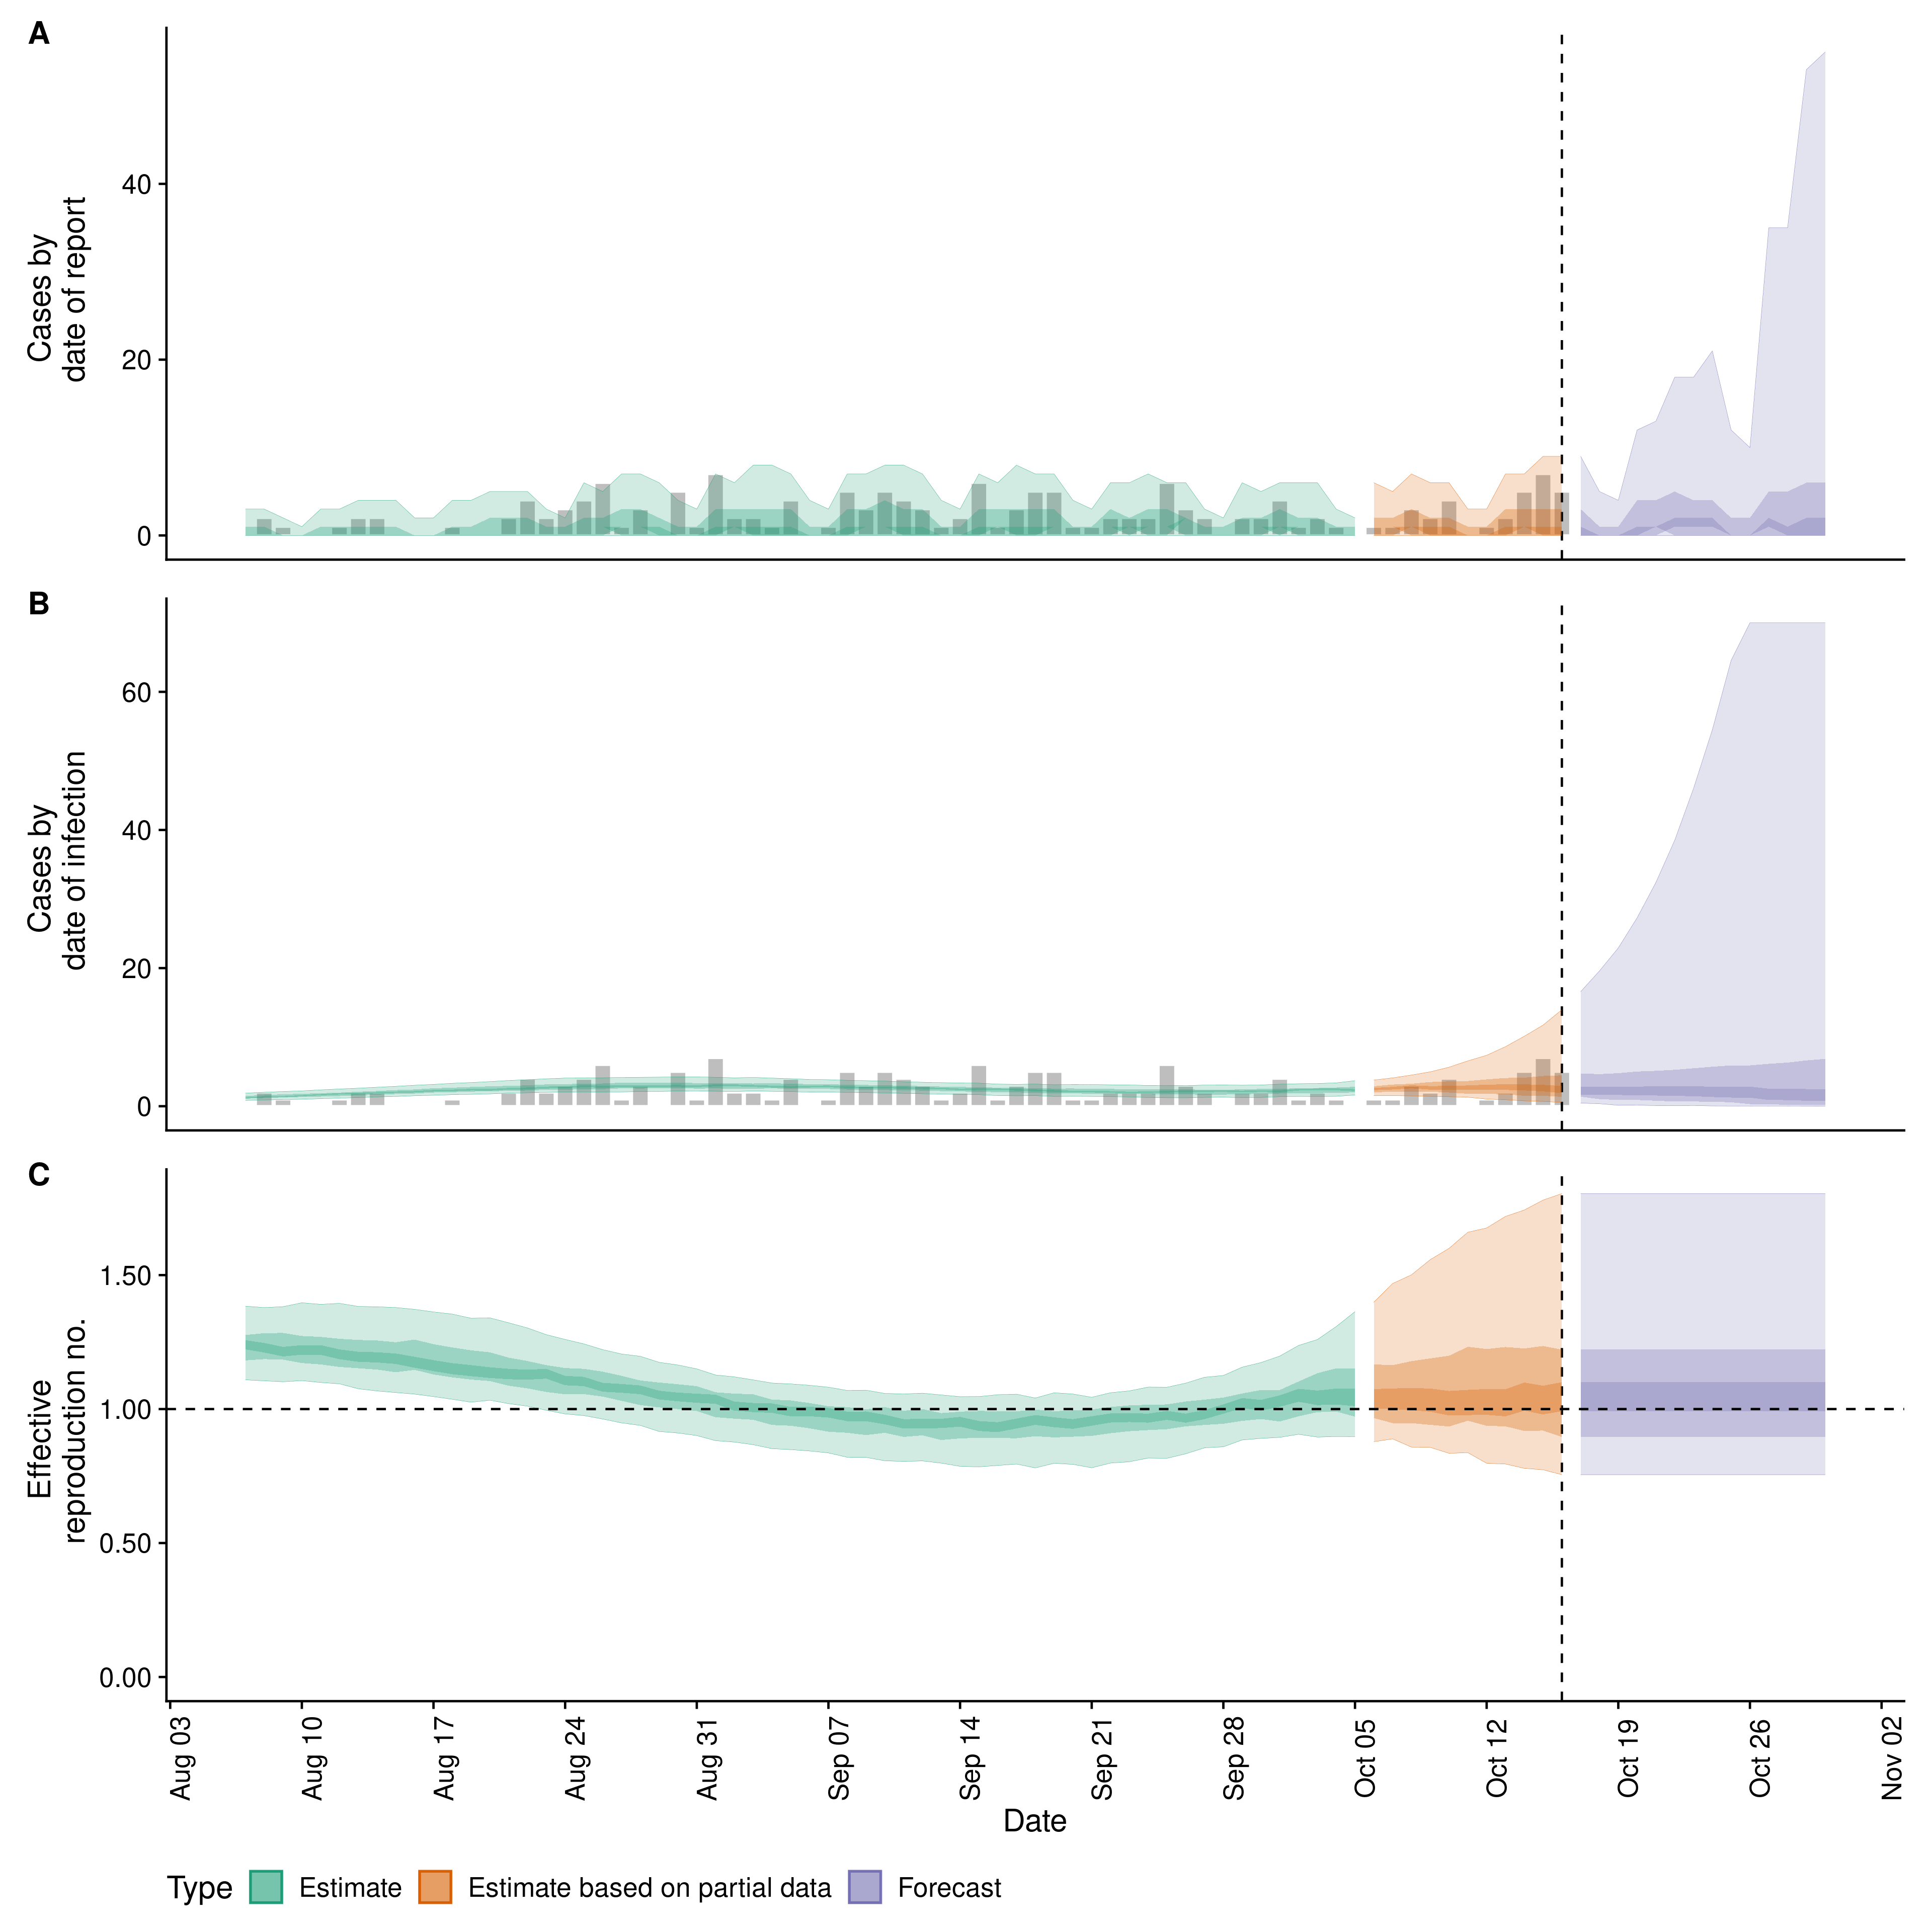 A
Cases by
date of report
40
20
0
B
Cases by
date of infection
60
40
20
0
C
Effective
reproduction no.
1.50
1.00
0.50
0.00
Aug 03
Aug 10
Aug 17
Aug 24
Aug 31
Sep 07
Sep 14
Sep 21
Sep 28
Oct 05
Oct 12
Oct 19
Oct 26
Nov 02
Date
Type Estimate Estimate based on partial data Forecast